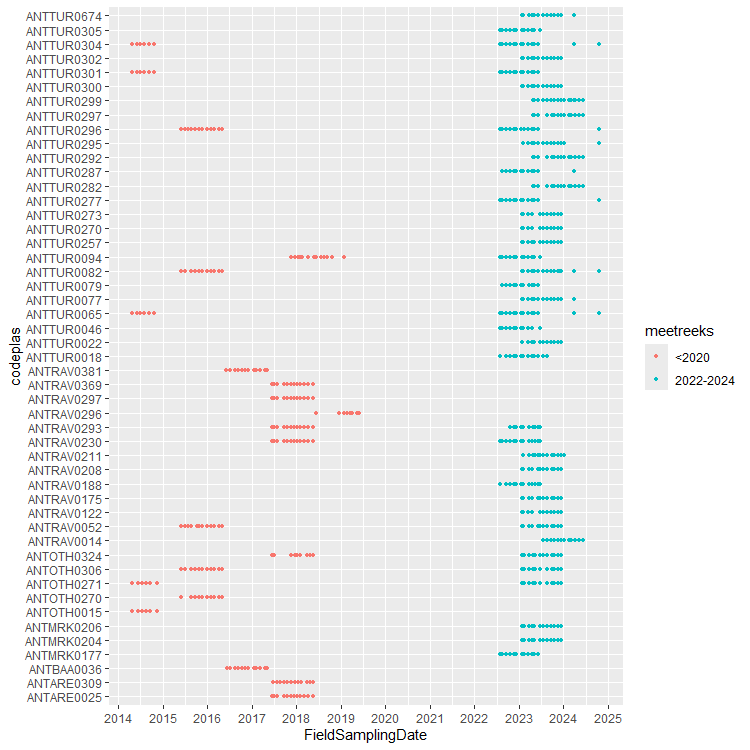 ANTTUR0674
ANTTUR0305
ANTTUR0304
ANTTUR0302
ANTTUR0301
ANTTUR0300
ANTTUR0299
ANTTUR0297
ANTTUR0296
ANTTUR0295
ANTTUR0292
ANTTUR0287
ANTTUR0282
ANTTUR0277
ANTTUR0273
ANTTUR0270
ANTTUR0257
ANTTUR0094
ANTTUR0082
ANTTUR0079
ANTTUR0077
ANTTUR0065
ANTTUR0046
ANTTUR0022
ANTTUR0018
ANTRAV0381
ANTRAV0369
ANTRAV0297
ANTRAV0296
ANTRAV0293
ANTRAV0230
ANTRAV0211
ANTRAV0208
ANTRAV0188
ANTRAV0175
ANTRAV0122
ANTRAV0052
ANTRAV0014
ANTOTH0324
ANTOTH0306
ANTOTH0271
ANTOTH0270
ANTOTH0015
ANTMRK0206
ANTMRK0204
ANTMRK0177
ANTBAA0036
ANTARE0309
ANTARE0025
codeplas
2014 2015 2016 2017 2018 2019 2020 2021 2022 2023 2024 2025
FieldSamplingDate
meetreeks
<2020
2022-2024